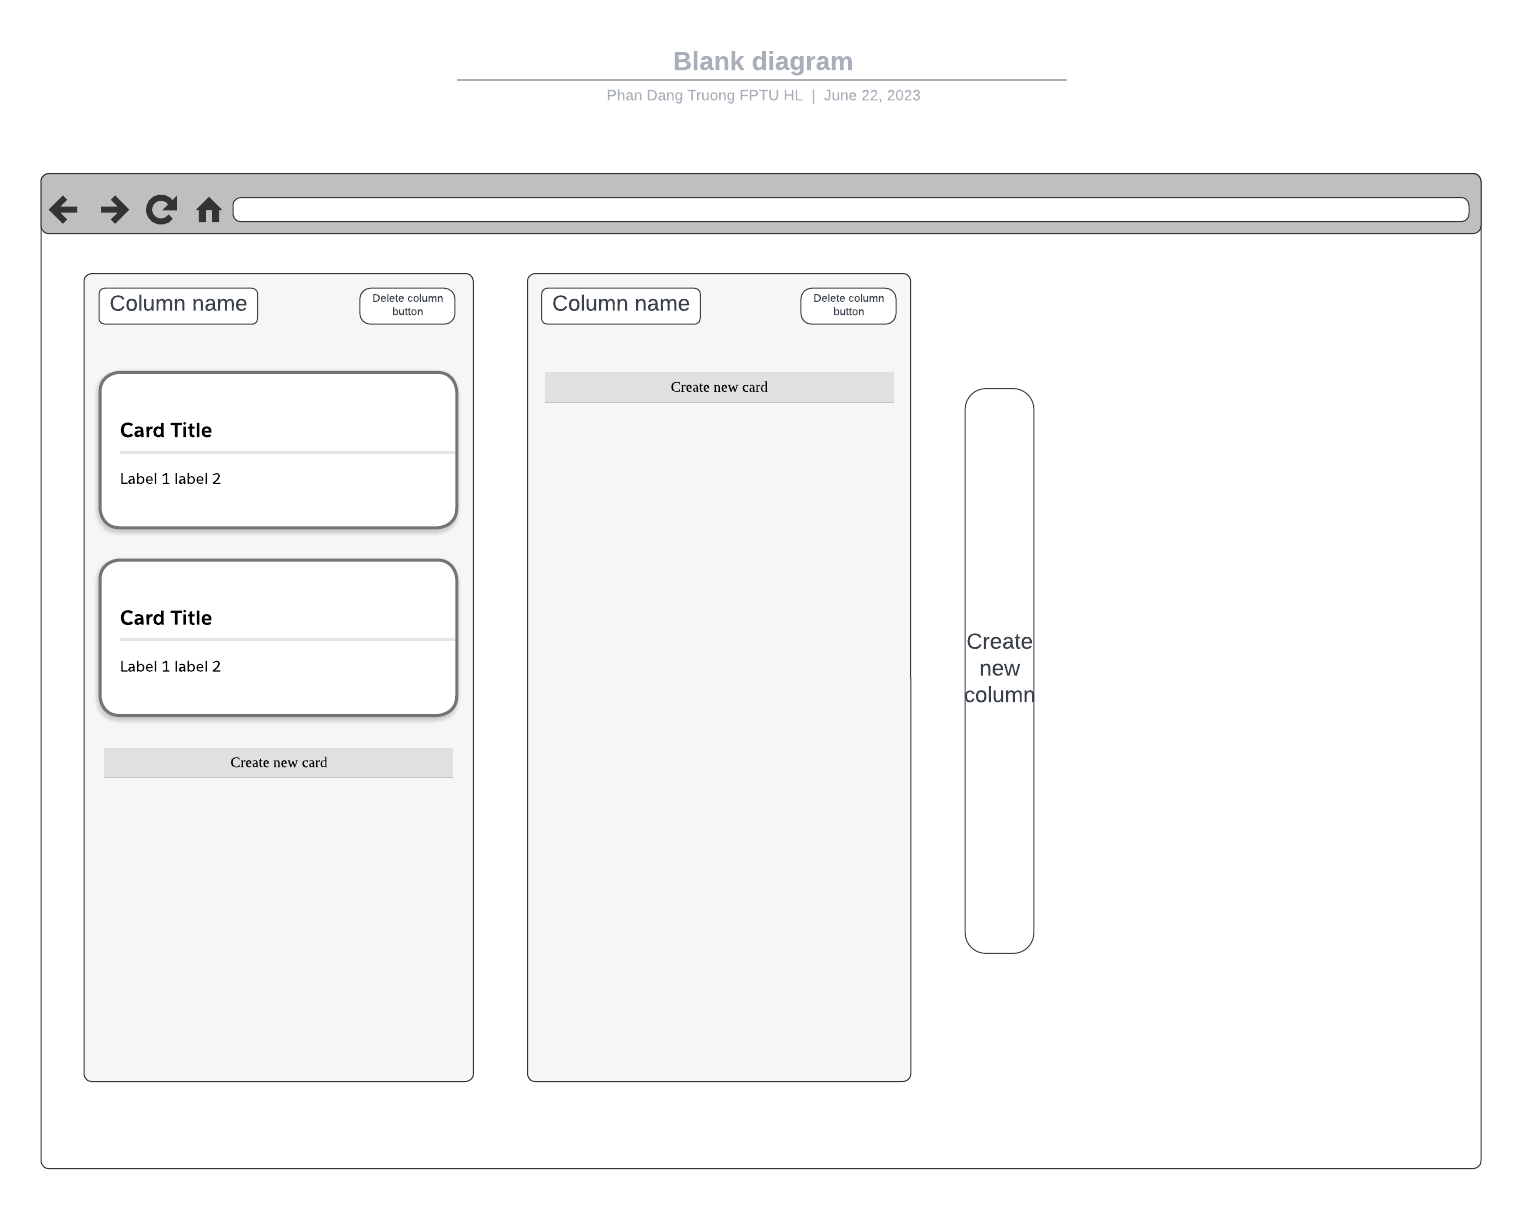 Blank diagram
Phan Dang Truong FPTU HL | June 22, 2023
Column name
Delete column
button
Card Title
Label 1 label 2
Card Title
Label 1 label 2
Create new card
Column name
Delete column
button
Create new card
Create
new
column